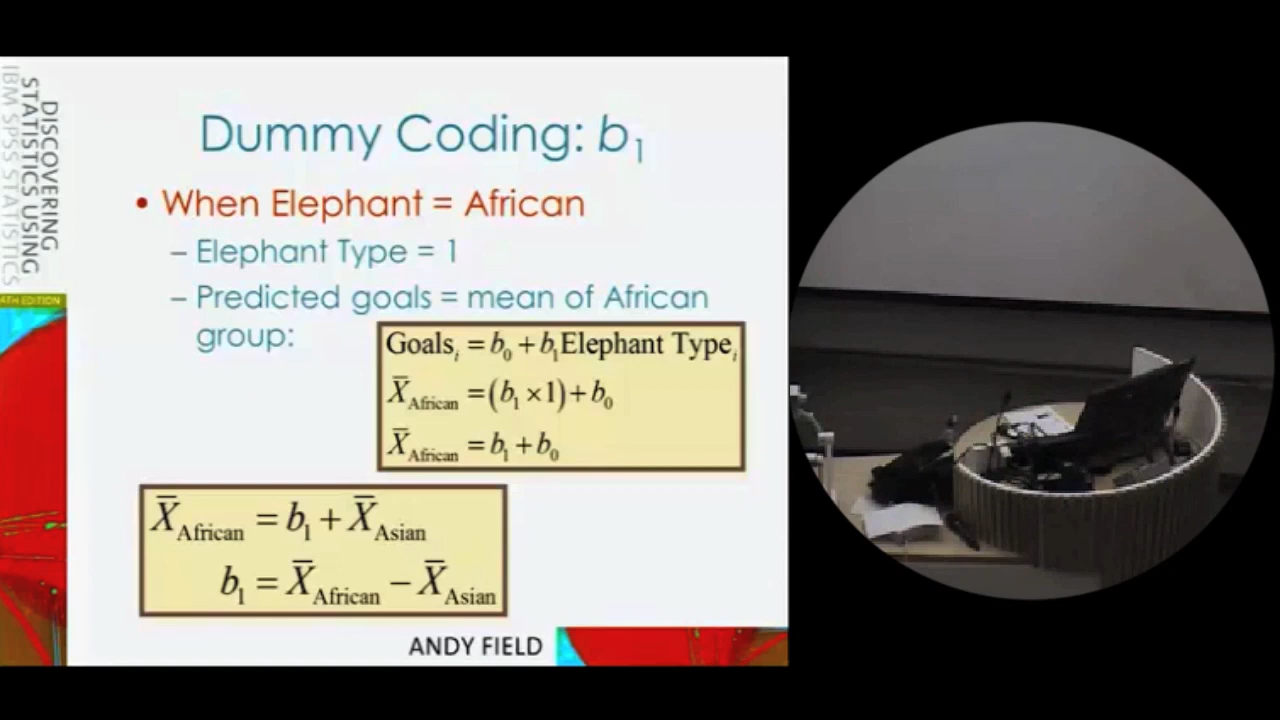 DISCOVERING
STATISTICS USING
IBM SPSS STATISTICS
4TH EDITION
Dummy Coding: b₁
• When Elephant = African
– Elephant Type = 1
– Predicted goals = mean of African
group:
Goalsᵢ = b₀ + b₁Elephant Typeᵢ
X̄African = (b₁ × 1) + b₀
X̄African = b₁ + b₀
X̄African = b₁ + X̄Asian
b₁ = X̄African − X̄Asian
ANDY FIELD